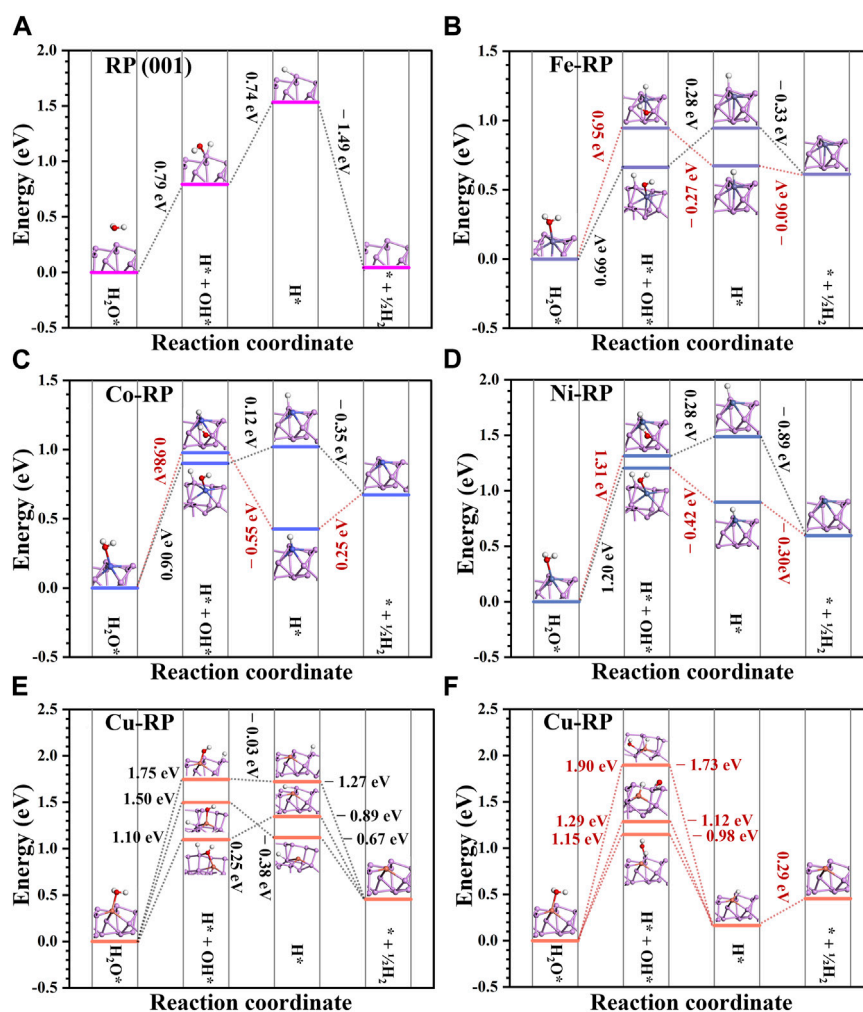 A
RP (001)
2.0
1.5
1.0
0.5
0.0
-0.5
Energy (eV)
0.79 eV
0.74 eV
− 1.49 eV
H₂O*
H* + OH*
H*
* + ½H₂
Reaction coordinate
B
Fe-RP
1.5
1.0
0.5
0.0
-0.5
Energy (eV)
0.95 eV
0.28 eV
− 0.33 eV
0.66 eV
− 0.27 eV
− 0.06 eV
H₂O*
H* + OH*
H*
* + ½H₂
Reaction coordinate
C
Co-RP
1.5
1.0
0.5
0.0
-0.5
Energy (eV)
0.98eV
0.12 eV
− 0.35 eV
0.90 eV
− 0.55 eV
0.25 eV
H₂O*
H* + OH*
H*
* + ½H₂
Reaction coordinate
D
Ni-RP
2.0
1.5
1.0
0.5
0.0
-0.5
Energy (eV)
1.31 eV
0.28 eV
− 0.89 eV
1.20 eV
− 0.42 eV
− 0.30eV
H₂O*
H* + OH*
H*
* + ½H₂
Reaction coordinate
E
Cu-RP
2.5
2.0
1.5
1.0
0.5
0.0
-0.5
Energy (eV)
1.75 eV
1.50 eV
1.10 eV
− 0.03 eV
0.25 eV
− 0.38 eV
− 1.27 eV
− 0.89 eV
− 0.67 eV
H₂O*
H* + OH*
H*
* + ½H₂
Reaction coordinate
F
Cu-RP
2.5
2.0
1.5
1.0
0.5
0.0
-0.5
Energy (eV)
1.90 eV
1.29 eV
1.15 eV
− 1.73 eV
− 1.12 eV
− 0.98 eV
0.29 eV
H₂O*
H* + OH*
H*
* + ½H₂
Reaction coordinate